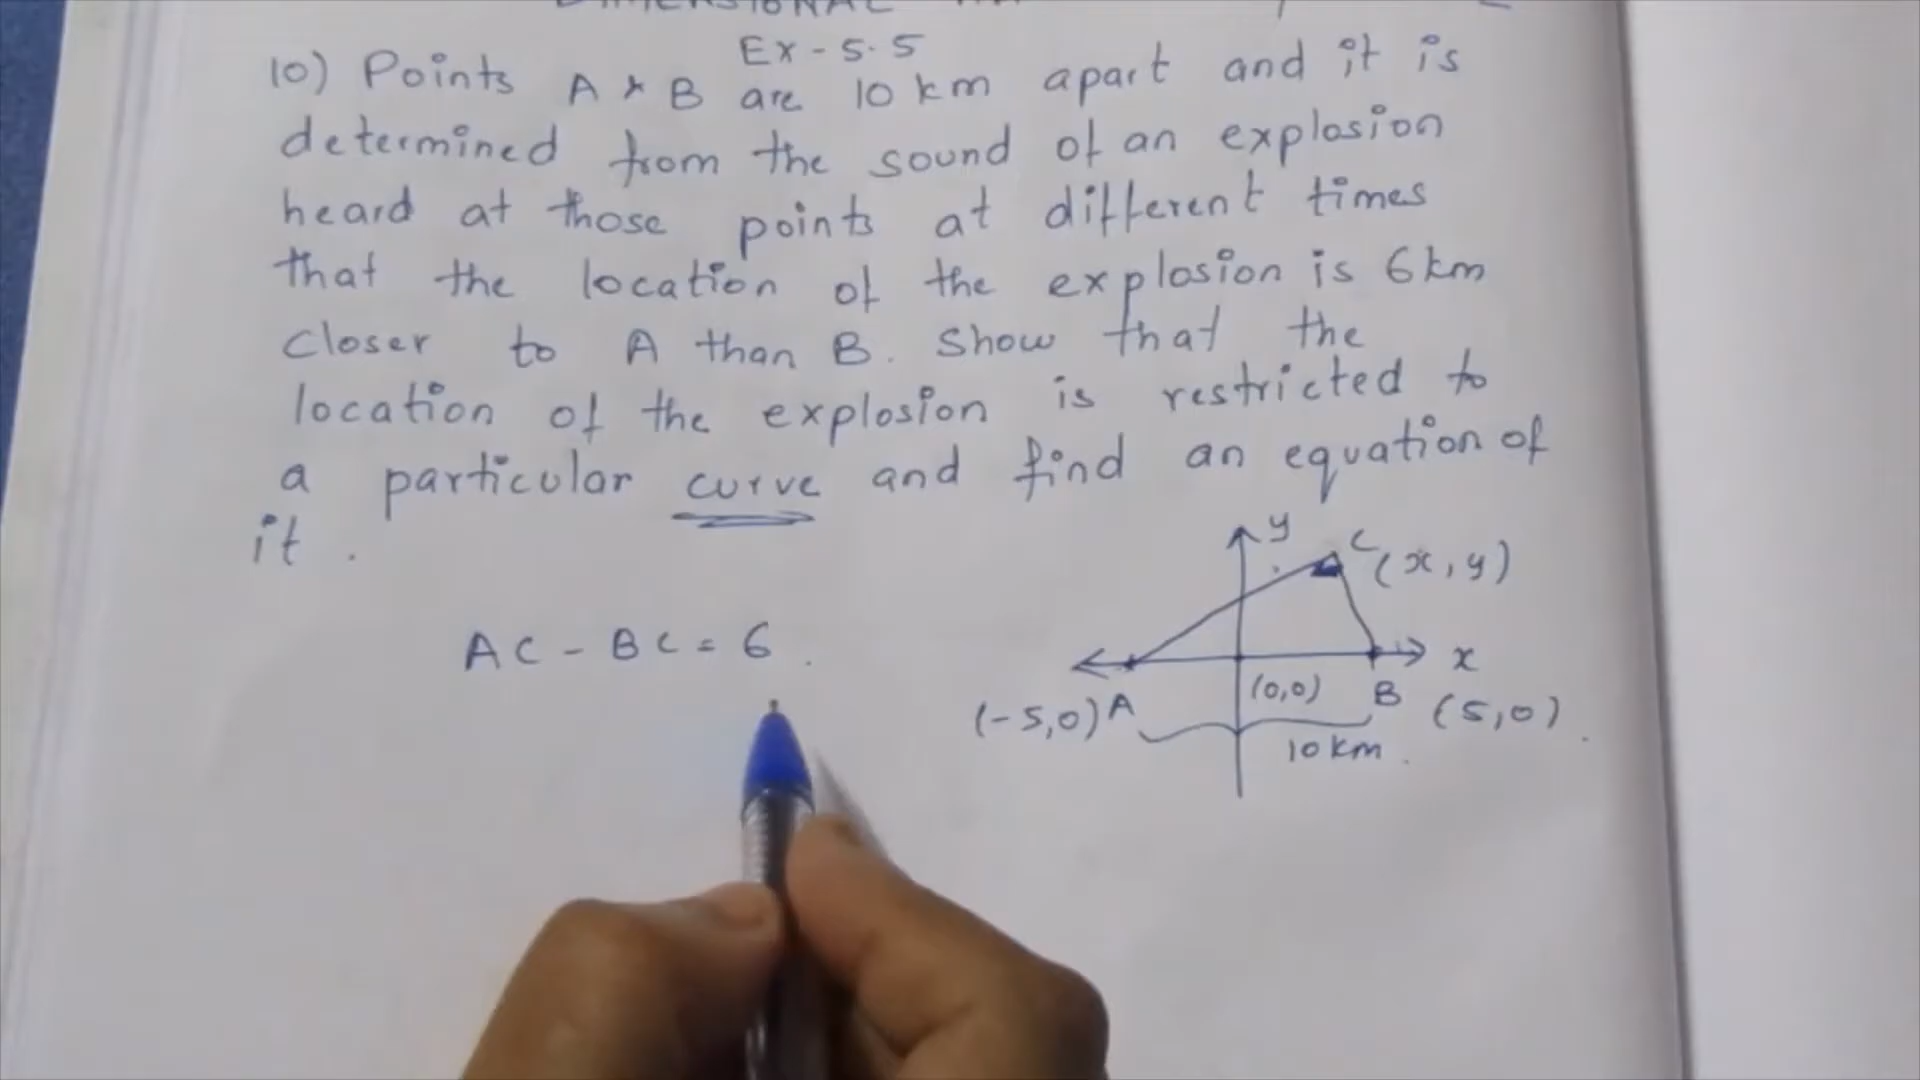 DIMENSIONAL
Ex - 5.5
10) Points A & B are 10 km apart and it is
determined from the sound of an explosion
heard at those points at different times
that the location of the explosion is 6 km
closer to A than B. Show that the
location of the explosion is restricted to
a particular curve and find an equation of
it.
y
C (x, y)
AC - BC = 6.
x
(-5,0) A (0,0) B (5,0).
10 km.